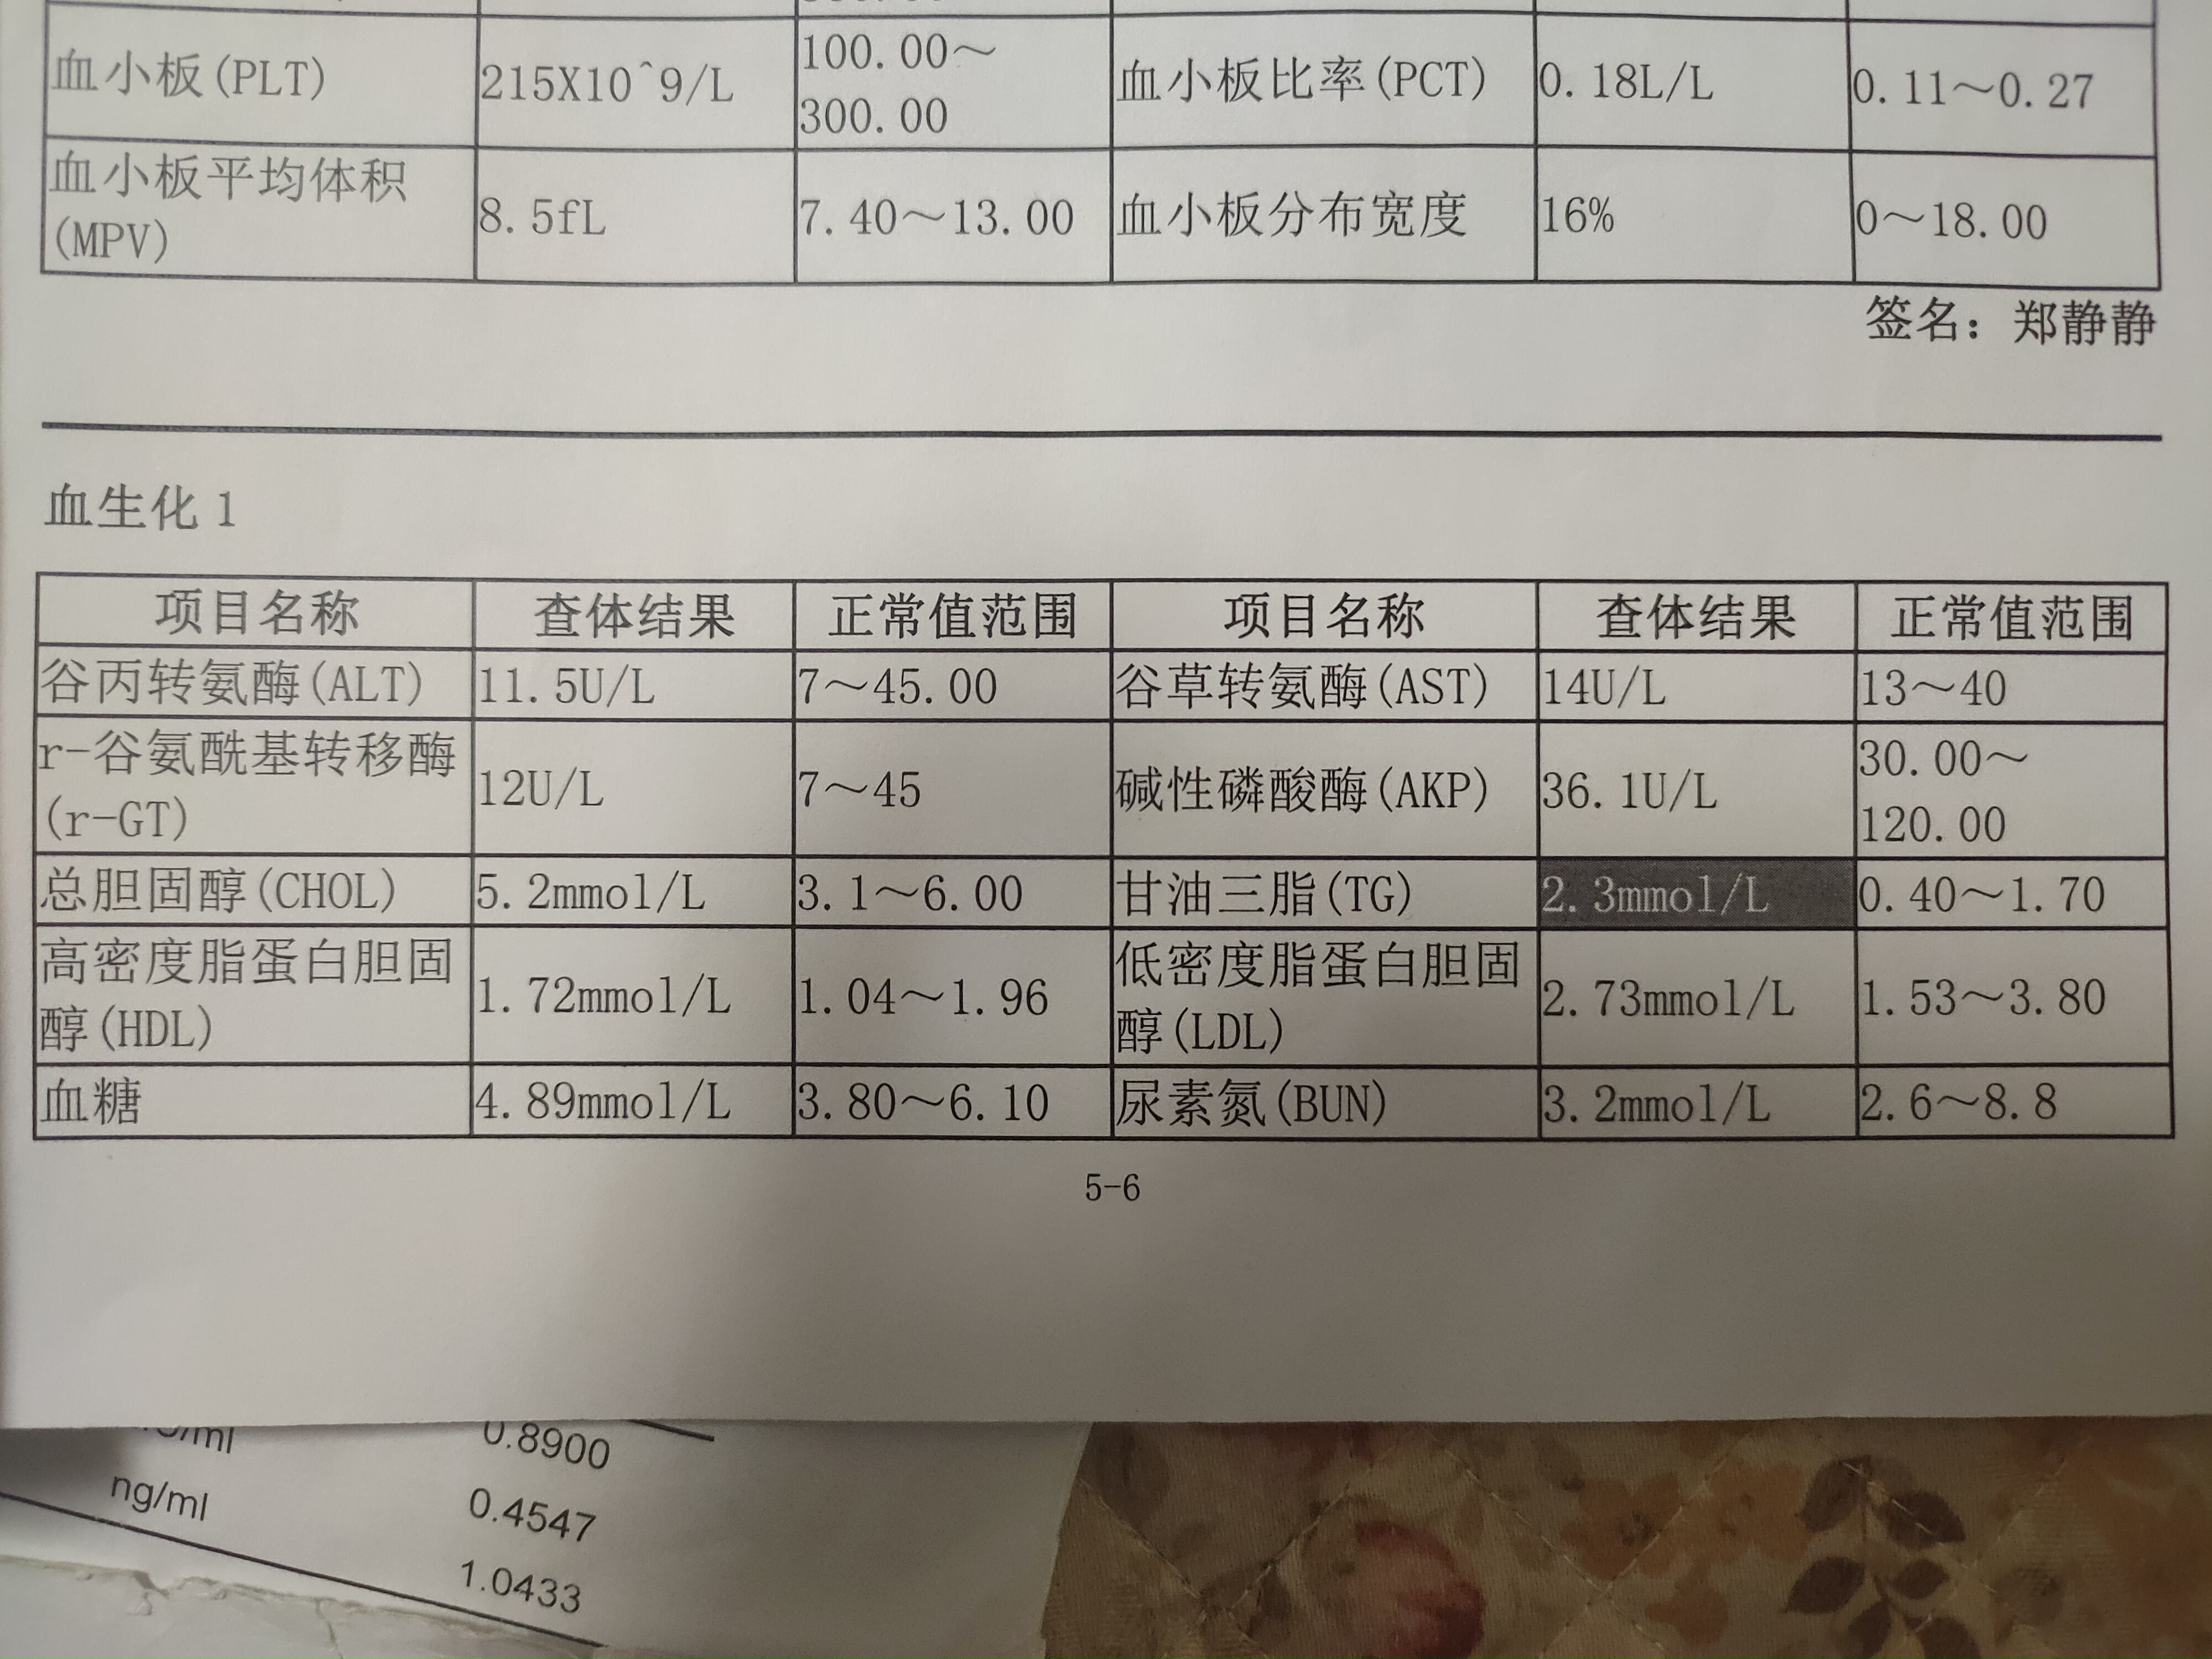 血小板(PLT) 215X10^9/L 100.00～300.00 血小板比率(PCT) 0.18L/L 0.11～0.27
血小板平均体积(MPV) 8.5fL 7.40～13.00 血小板分布宽度 16% 0～18.00
签名：郑静静
血生化1
项目名称 查体结果 正常值范围 项目名称 查体结果 正常值范围
谷丙转氨酶(ALT) 11.5U/L 7～45.00 谷草转氨酶(AST) 14U/L 13～40
r-谷氨酰基转移酶(r-GT) 12U/L 7～45 碱性磷酸酶(AKP) 36.1U/L 30.00～120.00
总胆固醇(CHOL) 5.2mmol/L 3.1～6.00 甘油三脂(TG) 2.3mmol/L 0.40～1.70
高密度脂蛋白胆固醇(HDL) 1.72mmol/L 1.04～1.96 低密度脂蛋白胆固醇(LDL) 2.73mmol/L 1.53～3.80
血糖 4.89mmol/L 3.80～6.10 尿素氮(BUN) 3.2mmol/L 2.6～8.8
5-6
0.8900
ng/ml 0.4547
1.0433